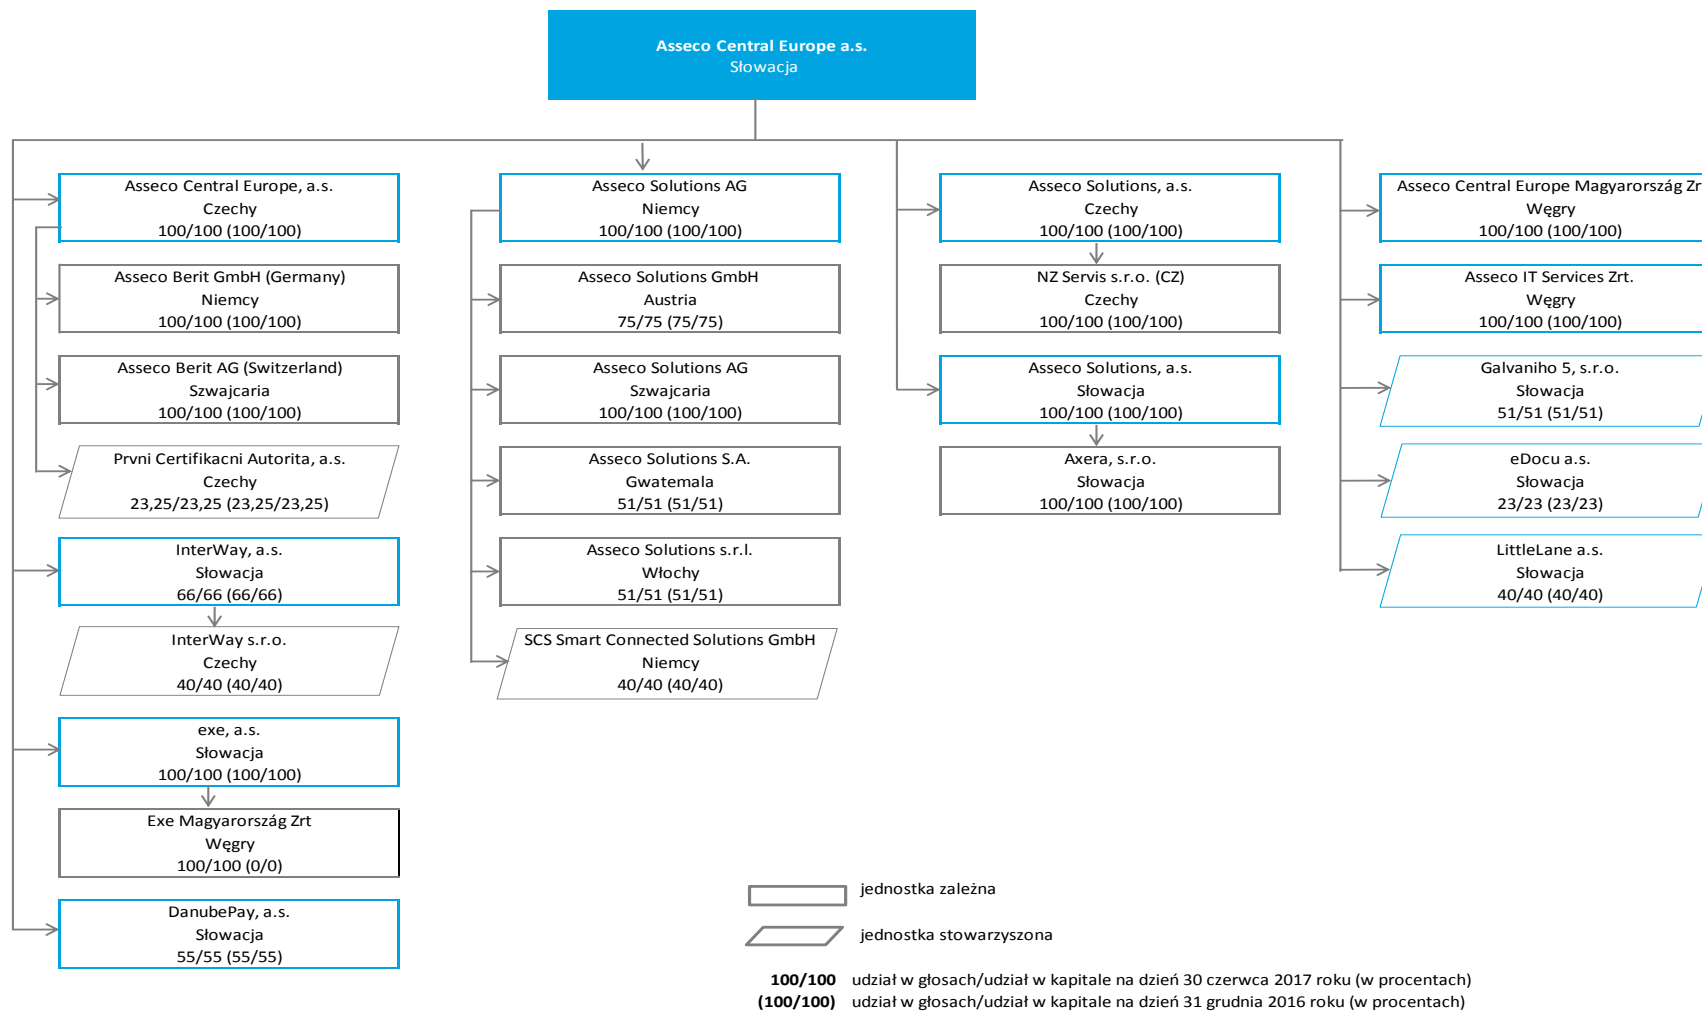 Asseco Central Europe a.s.
Słowacja
Asseco Central Europe, a.s.
Czechy
100/100 (100/100)
Asseco Berit GmbH (Germany)
Niemcy
100/100 (100/100)
Asseco Berit AG (Switzerland)
Szwajcaria
100/100 (100/100)
Prvni Certifikacni Autorita, a.s.
Czechy
23,25/23,25 (23,25/23,25)
InterWay, a.s.
Słowacja
66/66 (66/66)
InterWay s.r.o.
Czechy
40/40 (40/40)
exe, a.s.
Słowacja
100/100 (100/100)
Exe Magyarország Zrt
Węgry
100/100 (0/0)
DanubePay, a.s.
Słowacja
55/55 (55/55)
Asseco Solutions AG
Niemcy
100/100 (100/100)
Asseco Solutions GmbH
Austria
75/75 (75/75)
Asseco Solutions AG
Szwajcaria
100/100 (100/100)
Asseco Solutions S.A.
Gwatemala
51/51 (51/51)
Asseco Solutions s.r.l.
Włochy
51/51 (51/51)
SCS Smart Connected Solutions GmbH
Niemcy
40/40 (40/40)
Asseco Solutions, a.s.
Czechy
100/100 (100/100)
NZ Servis s.r.o. (CZ)
Czechy
100/100 (100/100)
Asseco Solutions, a.s.
Słowacja
100/100 (100/100)
Axera, s.r.o.
Słowacja
100/100 (100/100)
Asseco Central Europe Magyarország Zrt
Węgry
100/100 (100/100)
Asseco IT Services Zrt.
Węgry
100/100 (100/100)
Galvaniho 5, s.r.o.
Słowacja
51/51 (51/51)
eDocu a.s.
Słowacja
23/23 (23/23)
LittleLane a.s.
Słowacja
40/40 (40/40)
jednostka zależna
jednostka stowarzyszona
100/100 udział w głosach/udział w kapitale na dzień 30 czerwca 2017 roku (w procentach)
(100/100) udział w głosach/udział w kapitale na dzień 31 grudnia 2016 roku (w procentach)